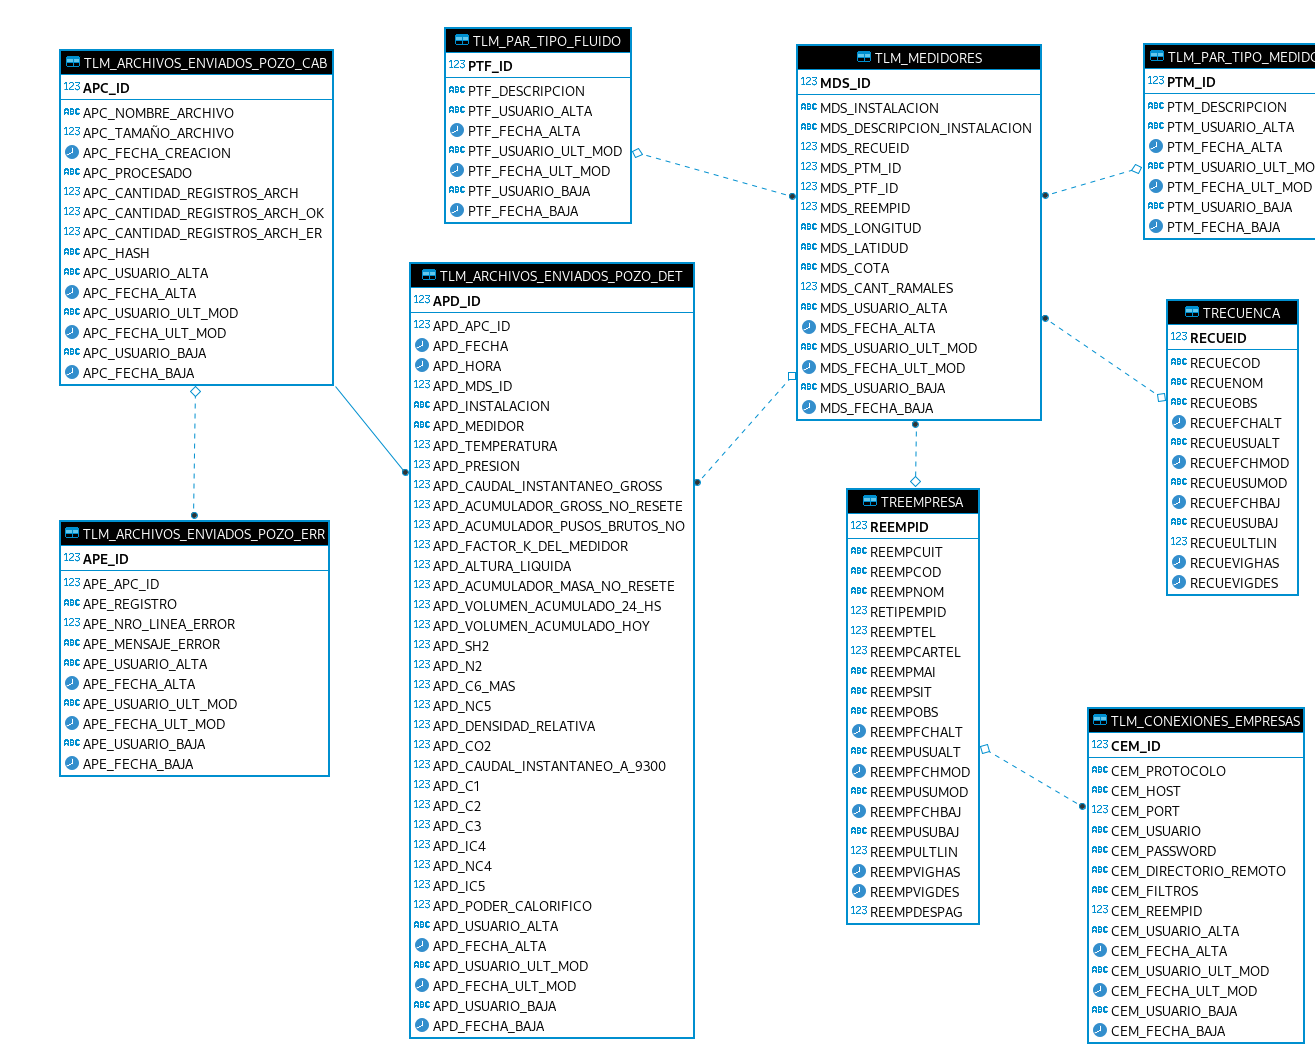 TLM_ARCHIVOS_ENVIADOS_POZO_CAB
123 APC_ID
ABC APC_NOMBRE_ARCHIVO
123 APC_TAMAÑO_ARCHIVO
APC_FECHA_CREACION
ABC APC_PROCESADO
123 APC_CANTIDAD_REGISTROS_ARCH
123 APC_CANTIDAD_REGISTROS_ARCH_OK
123 APC_CANTIDAD_REGISTROS_ARCH_ER
ABC APC_HASH
ABC APC_USUARIO_ALTA
APC_FECHA_ALTA
ABC APC_USUARIO_ULT_MOD
APC_FECHA_ULT_MOD
ABC APC_USUARIO_BAJA
APC_FECHA_BAJA
TLM_PAR_TIPO_FLUIDO
123 PTF_ID
ABC PTF_DESCRIPCION
ABC PTF_USUARIO_ALTA
PTF_FECHA_ALTA
ABC PTF_USUARIO_ULT_MOD
PTF_FECHA_ULT_MOD
ABC PTF_USUARIO_BAJA
PTF_FECHA_BAJA
TLM_MEDIDORES
123 MDS_ID
ABC MDS_INSTALACION
ABC MDS_DESCRIPCION_INSTALACION
123 MDS_RECUEID
123 MDS_PTM_ID
123 MDS_PTF_ID
123 MDS_REEMPID
ABC MDS_LONGITUD
ABC MDS_LATIDUD
ABC MDS_COTA
123 MDS_CANT_RAMALES
ABC MDS_USUARIO_ALTA
MDS_FECHA_ALTA
ABC MDS_USUARIO_ULT_MOD
MDS_FECHA_ULT_MOD
ABC MDS_USUARIO_BAJA
MDS_FECHA_BAJA
TLM_PAR_TIPO_MEDIDO
123 PTM_ID
ABC PTM_DESCRIPCION
ABC PTM_USUARIO_ALTA
PTM_FECHA_ALTA
ABC PTM_USUARIO_ULT_MO
PTM_FECHA_ULT_MOD
ABC PTM_USUARIO_BAJA
PTM_FECHA_BAJA
TLM_ARCHIVOS_ENVIADOS_POZO_DET
123 APD_ID
123 APD_APC_ID
APD_FECHA
APD_HORA
123 APD_MDS_ID
ABC APD_INSTALACION
ABC APD_MEDIDOR
123 APD_TEMPERATURA
123 APD_PRESION
123 APD_CAUDAL_INSTANTANEO_GROSS
123 APD_ACUMULADOR_GROSS_NO_RESETE
123 APD_ACUMULADOR_PUSOS_BRUTOS_NO
123 APD_FACTOR_K_DEL_MEDIDOR
123 APD_ALTURA_LIQUIDA
123 APD_ACUMULADOR_MASA_NO_RESETE
123 APD_VOLUMEN_ACUMULADO_24_HS
123 APD_VOLUMEN_ACUMULADO_HOY
123 APD_SH2
123 APD_N2
123 APD_C6_MAS
123 APD_NC5
123 APD_DENSIDAD_RELATIVA
123 APD_CO2
123 APD_CAUDAL_INSTANTANEO_A_9300
123 APD_C1
123 APD_C2
123 APD_C3
123 APD_IC4
123 APD_NC4
123 APD_IC5
123 APD_PODER_CALORIFICO
ABC APD_USUARIO_ALTA
APD_FECHA_ALTA
ABC APD_USUARIO_ULT_MOD
APD_FECHA_ULT_MOD
ABC APD_USUARIO_BAJA
APD_FECHA_BAJA
TRECUENCA
123 RECUEID
ABC RECUECOD
ABC RECUENOM
ABC RECUEOBS
RECUEFCHALT
ABC RECUEUSUALT
RECUEFCHMOD
ABC RECUEUSUMOD
RECUEFCHBAJ
ABC RECUEUSUBAJ
123 RECUEULTLIN
RECUEVIGHAS
RECUEVIGDES
TLM_ARCHIVOS_ENVIADOS_POZO_ERR
123 APE_ID
123 APE_APC_ID
ABC APE_REGISTRO
123 APE_NRO_LINEA_ERROR
ABC APE_MENSAJE_ERROR
ABC APE_USUARIO_ALTA
APE_FECHA_ALTA
ABC APE_USUARIO_ULT_MOD
APE_FECHA_ULT_MOD
ABC APE_USUARIO_BAJA
APE_FECHA_BAJA
TREEMPRESA
123 REEMPID
ABC REEMPCUIT
ABC REEMPCOD
ABC REEMPNOM
123 RETIPEMPID
123 REEMPTEL
123 REEMPCARTEL
ABC REEMPMAI
ABC REEMPSIT
ABC REEMPOBS
REEMPFCHALT
ABC REEMPUSUALT
REEMPFCHMOD
ABC REEMPUSUMOD
REEMPFCHBAJ
ABC REEMPUSUBAJ
123 REEMPULTLIN
REEMPVIGHAS
REEMPVIGDES
123 REEMPDESPAG
TLM_CONEXIONES_EMPRESAS
123 CEM_ID
ABC CEM_PROTOCOLO
ABC CEM_HOST
123 CEM_PORT
ABC CEM_USUARIO
ABC CEM_PASSWORD
ABC CEM_DIRECTORIO_REMOTO
ABC CEM_FILTROS
123 CEM_REEMPID
ABC CEM_USUARIO_ALTA
CEM_FECHA_ALTA
ABC CEM_USUARIO_ULT_MOD
CEM_FECHA_ULT_MOD
ABC CEM_USUARIO_BAJA
CEM_FECHA_BAJA